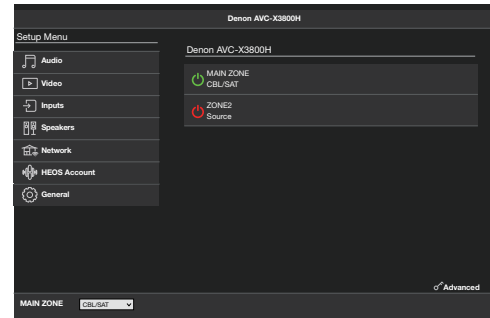 Denon AVC-X3800H
Setup Menu
Audio
Video
Inputs
Speakers
Network
HEOS Account
General
Denon AVC-X3800H
MAIN ZONE
CBL/SAT
ZONE2
Source
Advanced
MAIN ZONE CBL/SAT